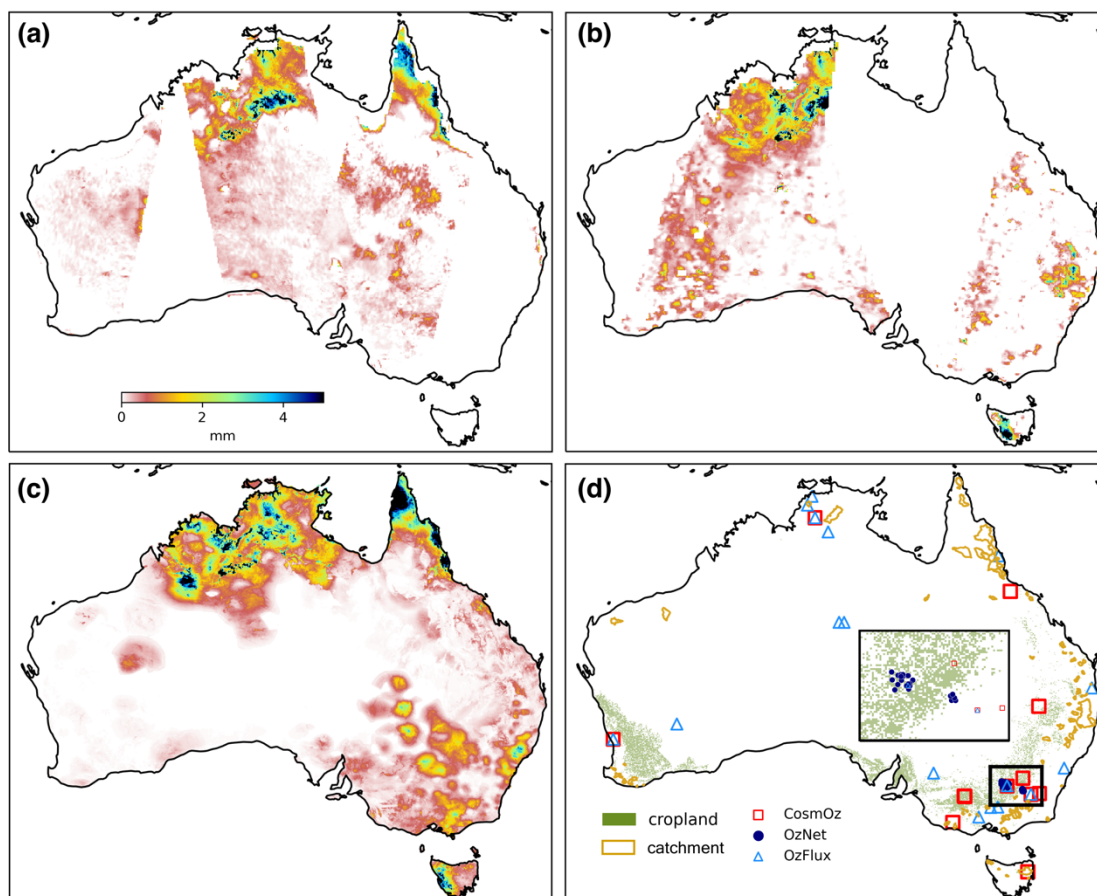 (a)
(b)
0 2 4
mm
(c)
(d)
cropland
catchment
CosmOz
OzNet
OzFlux